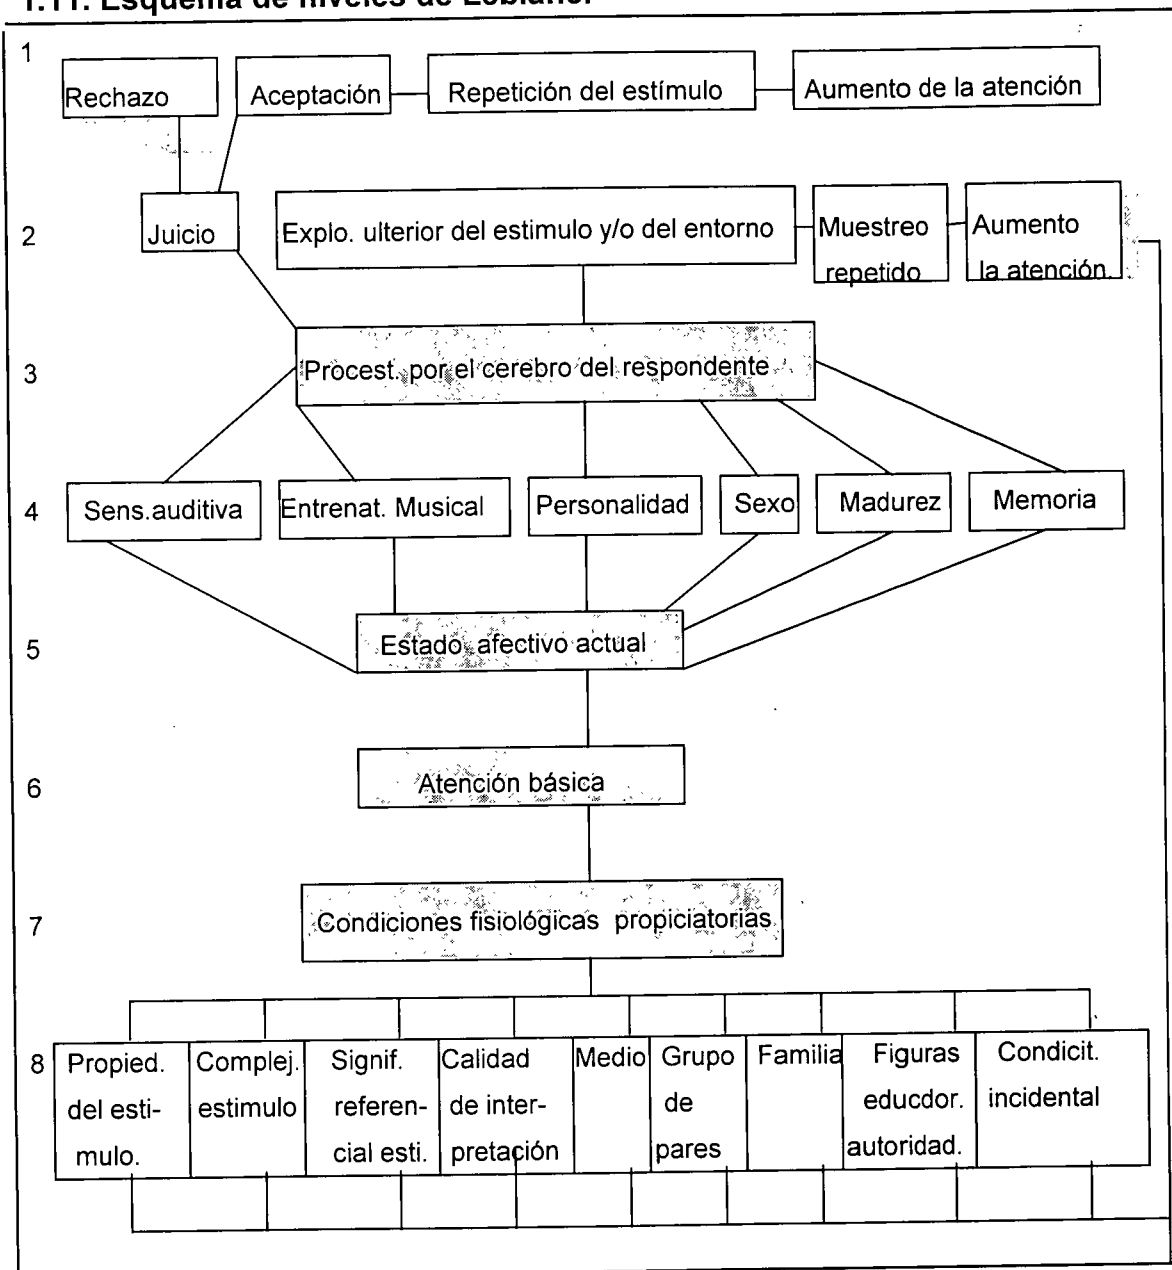 1.11. Esquema de niveles de Leblanc.
1
Rechazo
Aceptación
Repetición del estímulo
Aumento de la atención
2
Juicio
Explo. ulterior del estimulo y/o del entorno
Muestreo
repetido
Aumento
la atención.
3
Procest. por el cerebro del respondente
4
Sens.auditiva
Entrenat. Musical
Personalidad
Sexo
Madurez
Memoria
5
Estado afectivo actual
6
Atención básica
7
Condiciones fisiológicas propiciatorias
8
Propied.
del esti-
mulo.
Complej.
estimulo
Signif.
referen-
cial esti.
Calidad
de inter-
pretación
Medio
Grupo
de
pares
Familia
Figuras
educdor.
autoridad.
Condicit.
incidental